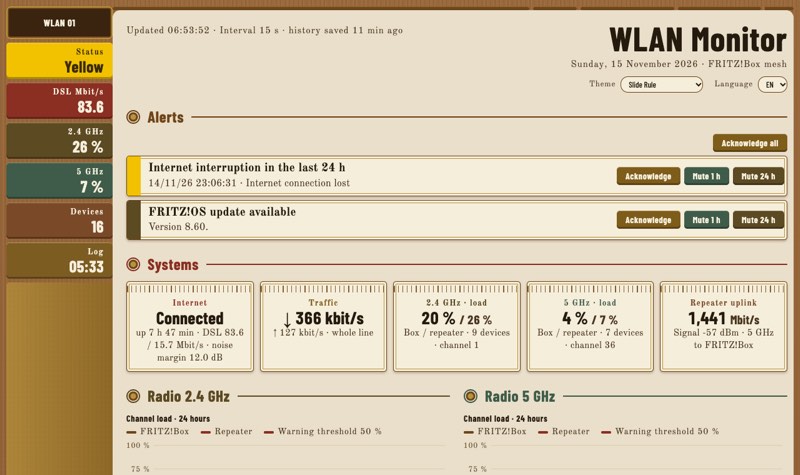 WLAN 01
Status
Yellow
DSL Mbit/s
83.6
2.4 GHz
26 %
5 GHz
7 %
Devices
16
Log
05:33
Updated 06:53:52 · Interval 15 s · history saved 11 min ago
WLAN Monitor
Sunday, 15 November 2026 · FRITZ!Box mesh
Theme Slide Rule Language EN
Alerts
Acknowledge all
Internet interruption in the last 24 h
14/11/26 23:06:31 · Internet connection lost
Acknowledge Mute 1 h Mute 24 h
FRITZ!OS update available
Version 8.60.
Acknowledge Mute 1 h Mute 24 h
Systems
Internet
Connected
up 7 h 47 min · DSL 83.6
/ 15.7 Mbit/s · noise
margin 12.0 dB
Traffic
↓ 366 kbit/s
↑ 127 kbit/s · whole line
2.4 GHz · load
20 % / 26 %
Box / repeater · 9 devices
· channel 1
5 GHz · load
4 % / 7 %
Box / repeater · 7 devices
· channel 36
Repeater uplink
1,441 Mbit/s
Signal -57 dBm · 5 GHz
to FRITZ!Box
Radio 2.4 GHz
Channel load · 24 hours
FRITZ!Box Repeater Warning threshold 50 %
100 %
75 %
Radio 5 GHz
Channel load · 24 hours
FRITZ!Box Repeater Warning threshold 50 %
100 %
75 %